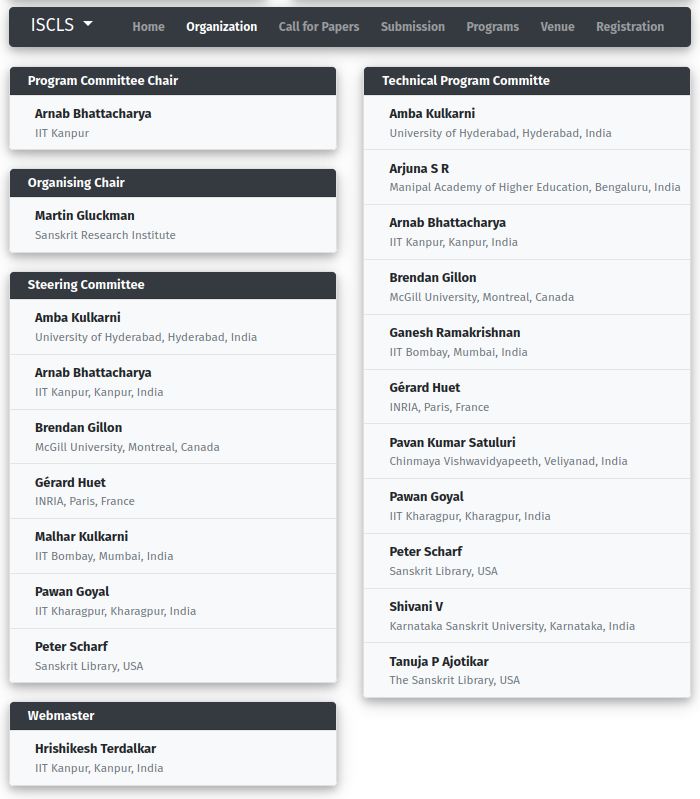 ISCLS
Home Organization Call for Papers Submission Programs Venue Registration
Program Committee Chair
Arnab Bhattacharya
IIT Kanpur
Organising Chair
Martin Gluckman
Sanskrit Research Institute
Steering Committee
Amba Kulkarni
University of Hyderabad, Hyderabad, India
Arnab Bhattacharya
IIT Kanpur, Kanpur, India
Brendan Gillon
McGill University, Montreal, Canada
Gérard Huet
INRIA, Paris, France
Malhar Kulkarni
IIT Bombay, Mumbai, India
Pawan Goyal
IIT Kharagpur, Kharagpur, India
Peter Scharf
Sanskrit Library, USA
Webmaster
Hrishikesh Terdalkar
IIT Kanpur, Kanpur, India
Technical Program Committe
Amba Kulkarni
University of Hyderabad, Hyderabad, India
Arjuna S R
Manipal Academy of Higher Education, Bengaluru, India
Arnab Bhattacharya
IIT Kanpur, Kanpur, India
Brendan Gillon
McGill University, Montreal, Canada
Ganesh Ramakrishnan
IIT Bombay, Mumbai, India
Gérard Huet
INRIA, Paris, France
Pavan Kumar Satuluri
Chinmaya Vishwavidyapeeth, Veliyanad, India
Pawan Goyal
IIT Kharagpur, Kharagpur, India
Peter Scharf
Sanskrit Library, USA
Shivani V
Karnataka Sanskrit University, Karnataka, India
Tanuja P Ajotikar
The Sanskrit Library, USA